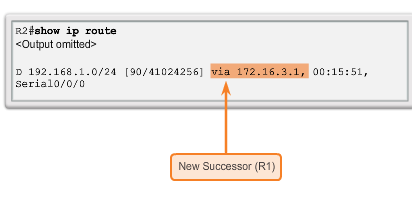 R2#show ip route
<Output omitted>
D 192.168.1.0/24 [90/41024256] via 172.16.3.1, 00:15:51,
Serial0/0/0
New Successor (R1)